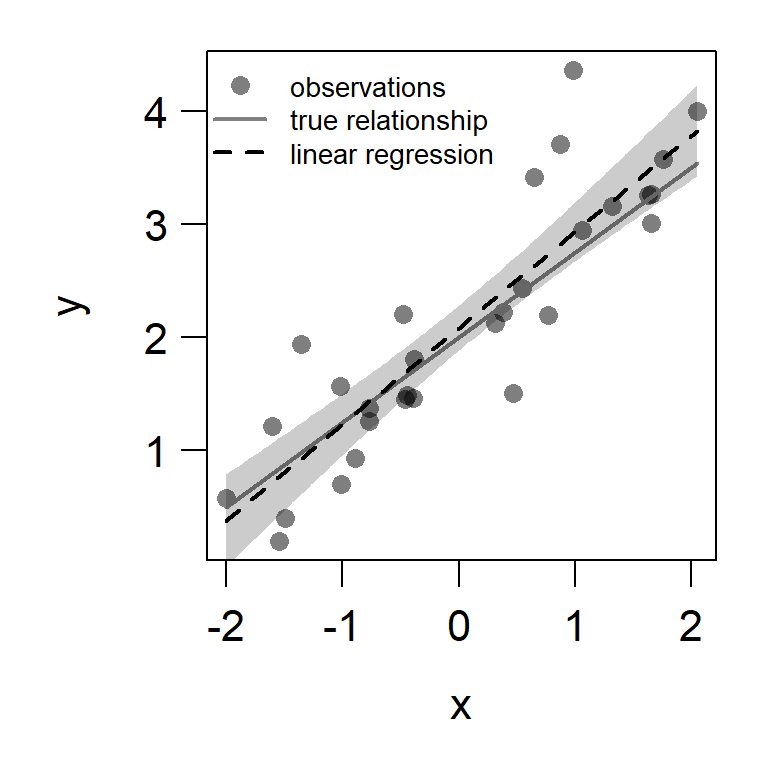 observations
true relationship
linear regression
4
3
2
1
y
-2 -1 0 1 2
x